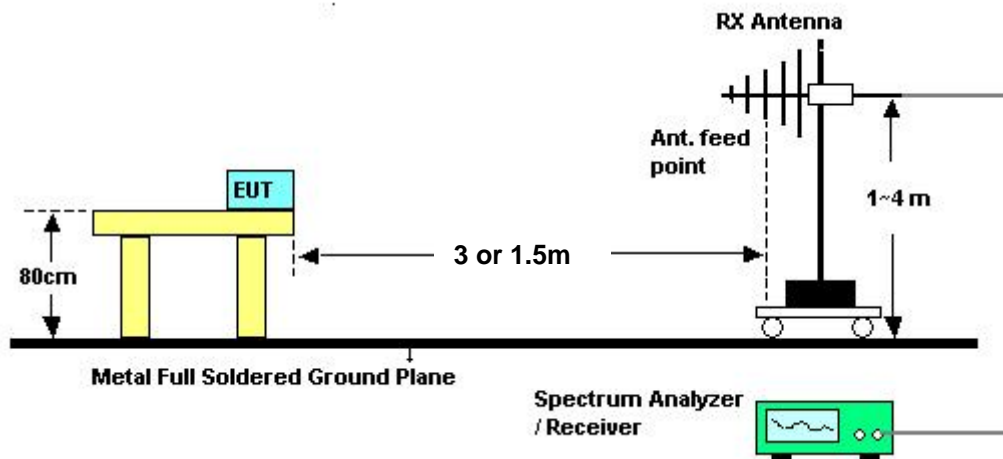 RX Antenna
Ant. feed
point
EUT
1~4 m
3 or 1.5m
80cm
Metal Full Soldered Ground Plane
Spectrum Analyzer
/ Receiver